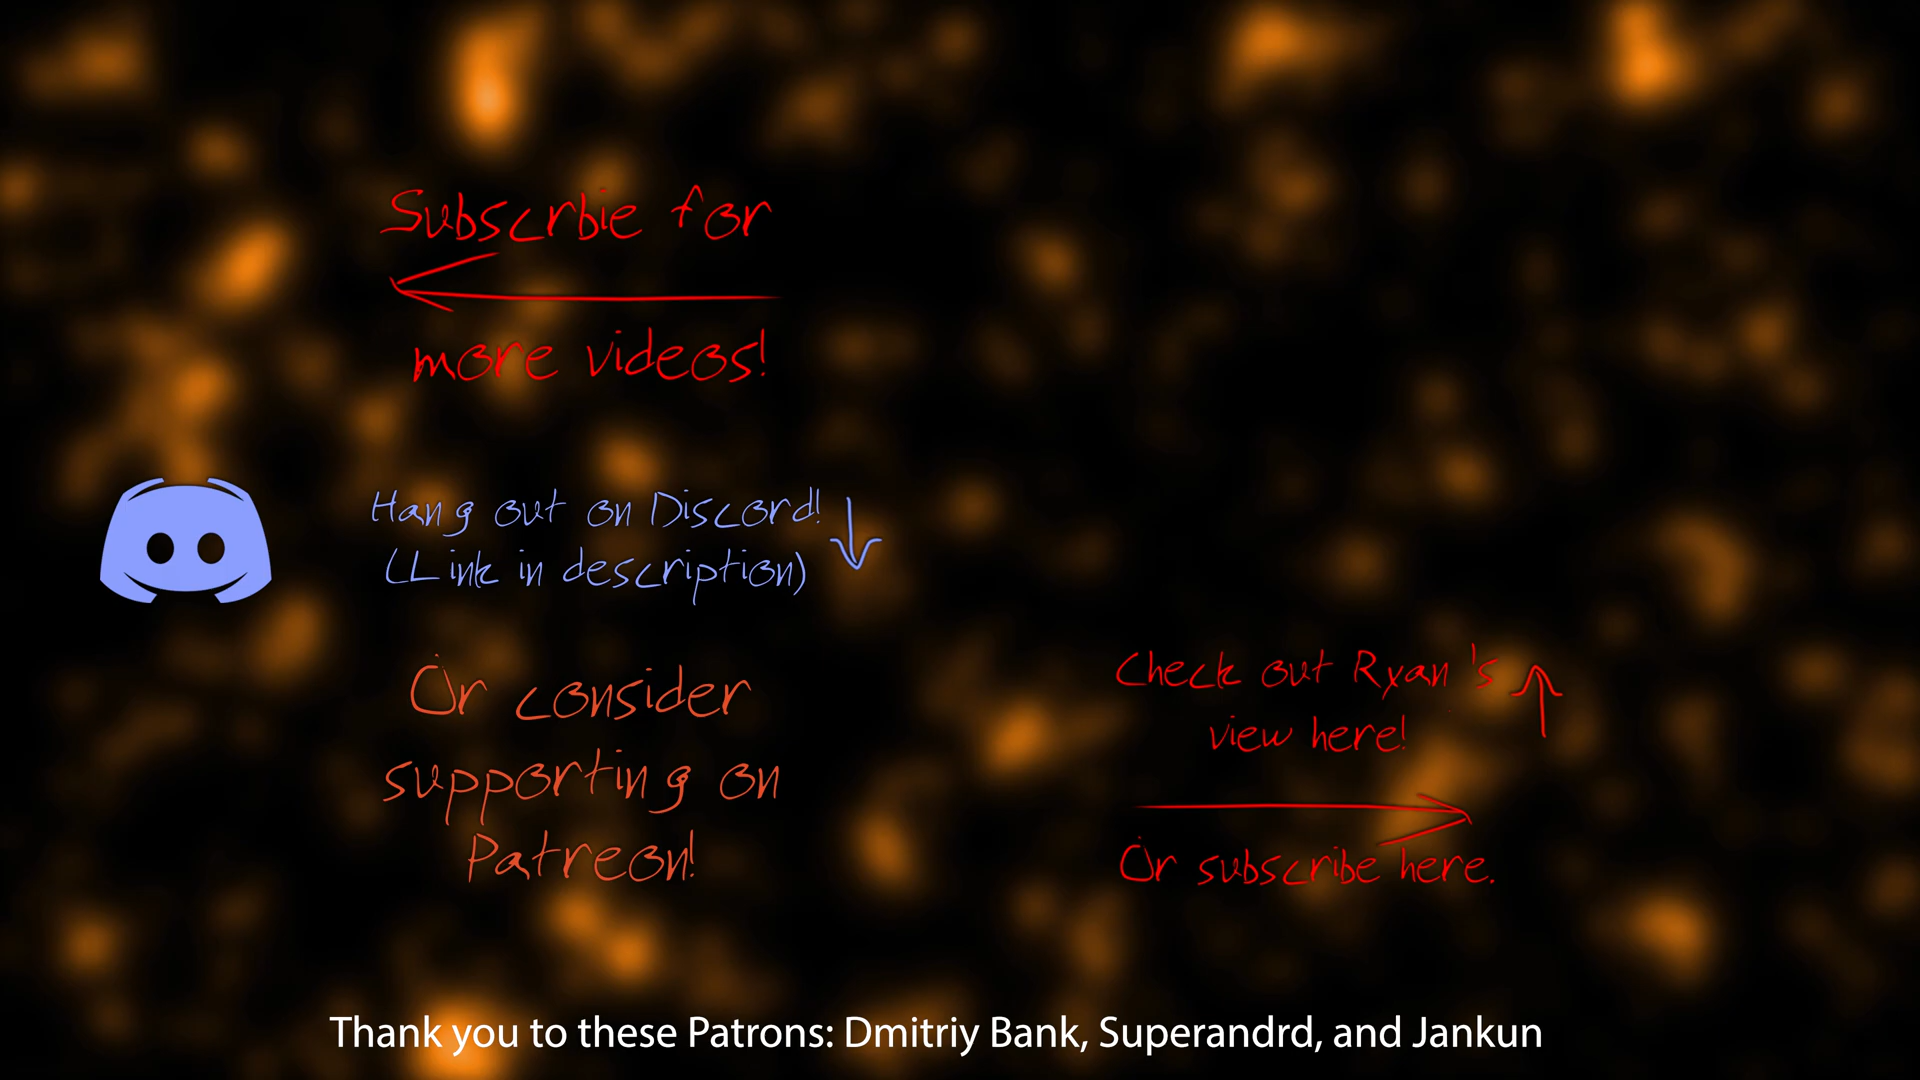 Subscrbie for
more videos!
Hang out on Discord!
(Link in description)
Or consider
supporting on
Patreon!
Check out Ryan's
view here!
Or subscribe here.
Thank you to these Patrons: Dmitriy Bank, Superandrd, and Jankun